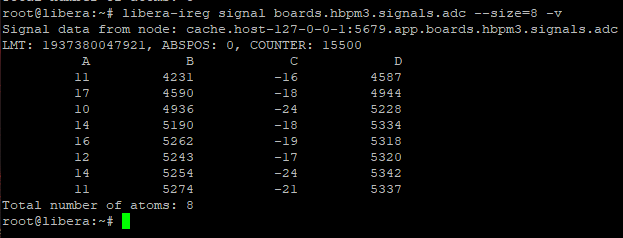 root@libera:~# libera-ireg signal boards.hbpm3.signals.adc --size=8 -v
Signal data from node: cache.host-127-0-0-1:5679.app.boards.hbpm3.signals.adc
LMT: 1937380047921, ABSPOS: 0, COUNTER: 15500
A B C D
11 4231 -16 4587
17 4590 -18 4944
10 4936 -24 5228
14 5190 -18 5334
16 5262 -19 5318
12 5243 -17 5320
14 5254 -24 5342
11 5274 -21 5337
Total number of atoms: 8
root@libera:~#